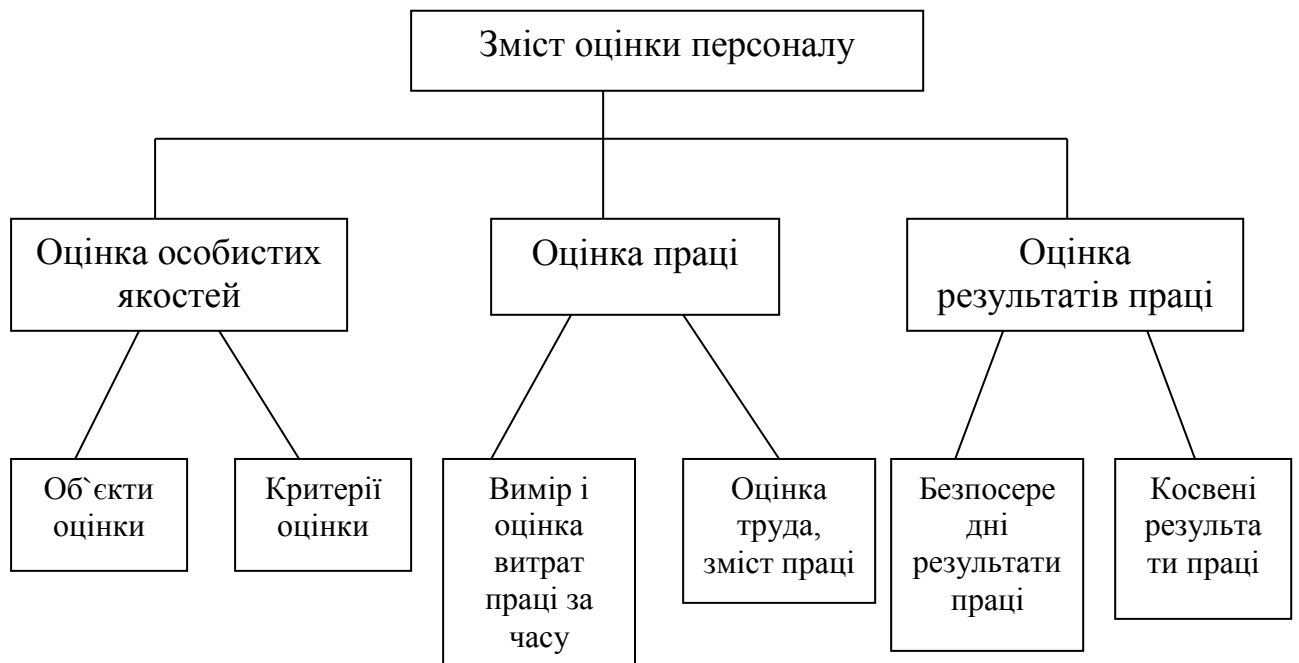 Зміст оцінки персоналу
Оцінка особистих
якостей
Оцінка праці
Оцінка
результатів праці
Об`єкти
оцінки
Критерії
оцінки
Вимір і
оцінка
витрат
праці за
часу
Оцінка
труда,
зміст праці
Безпосере
дні
результати
праці
Косвені
результа
ти праці